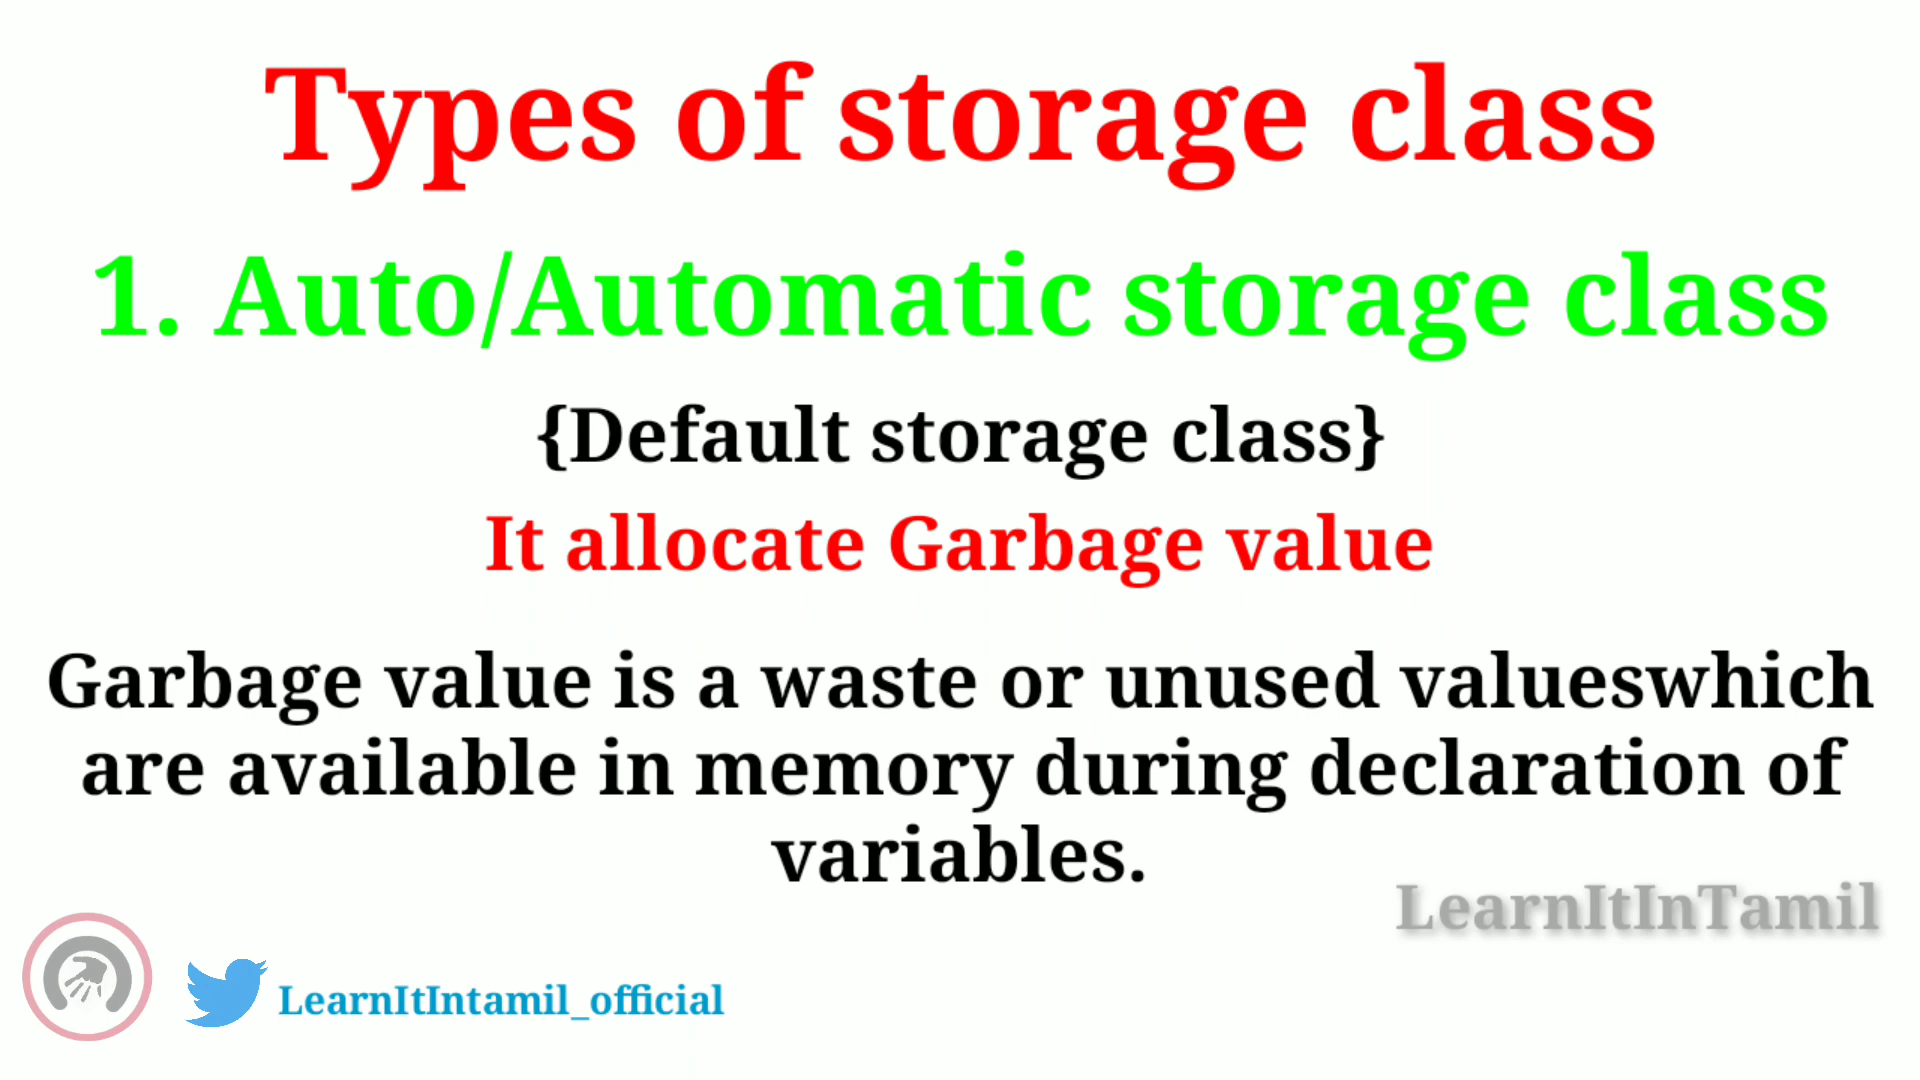 Types of storage class
1. Auto/Automatic storage class
{Default storage class}
It allocate Garbage value
Garbage value is a waste or unused valueswhich
are available in memory during declaration of
variables.
LearnItInTamil
LearnItIntamil_official